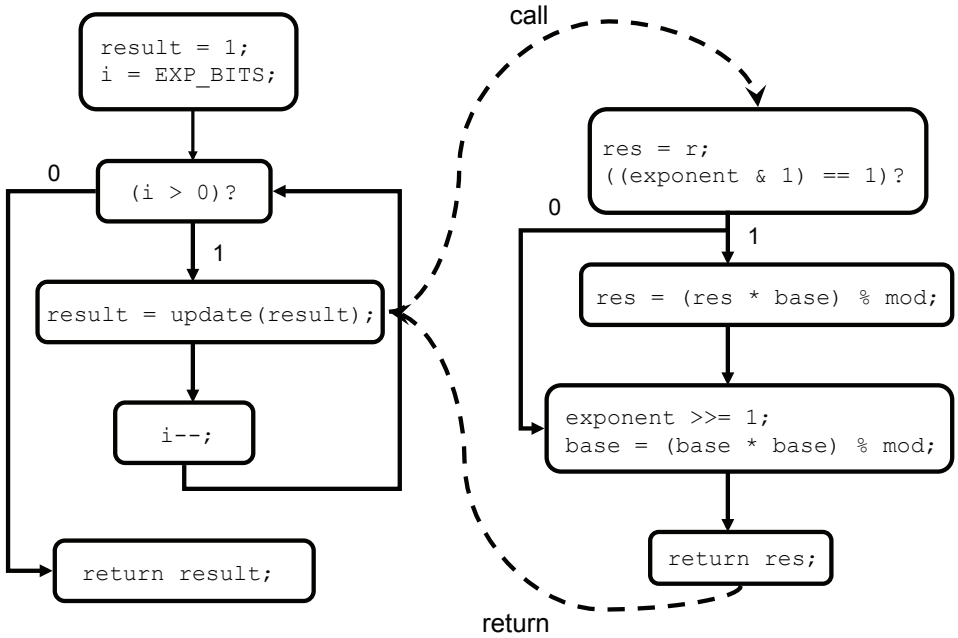 call
result = 1;
i = EXP_BITS;
res = r;
((exponent & 1) == 1)?
0
(i > 0)?
0
1
1
res = (res * base) % mod;
result = update(result);
exponent >>= 1;
base = (base * base) % mod;
i--;
return res;
return result;
return